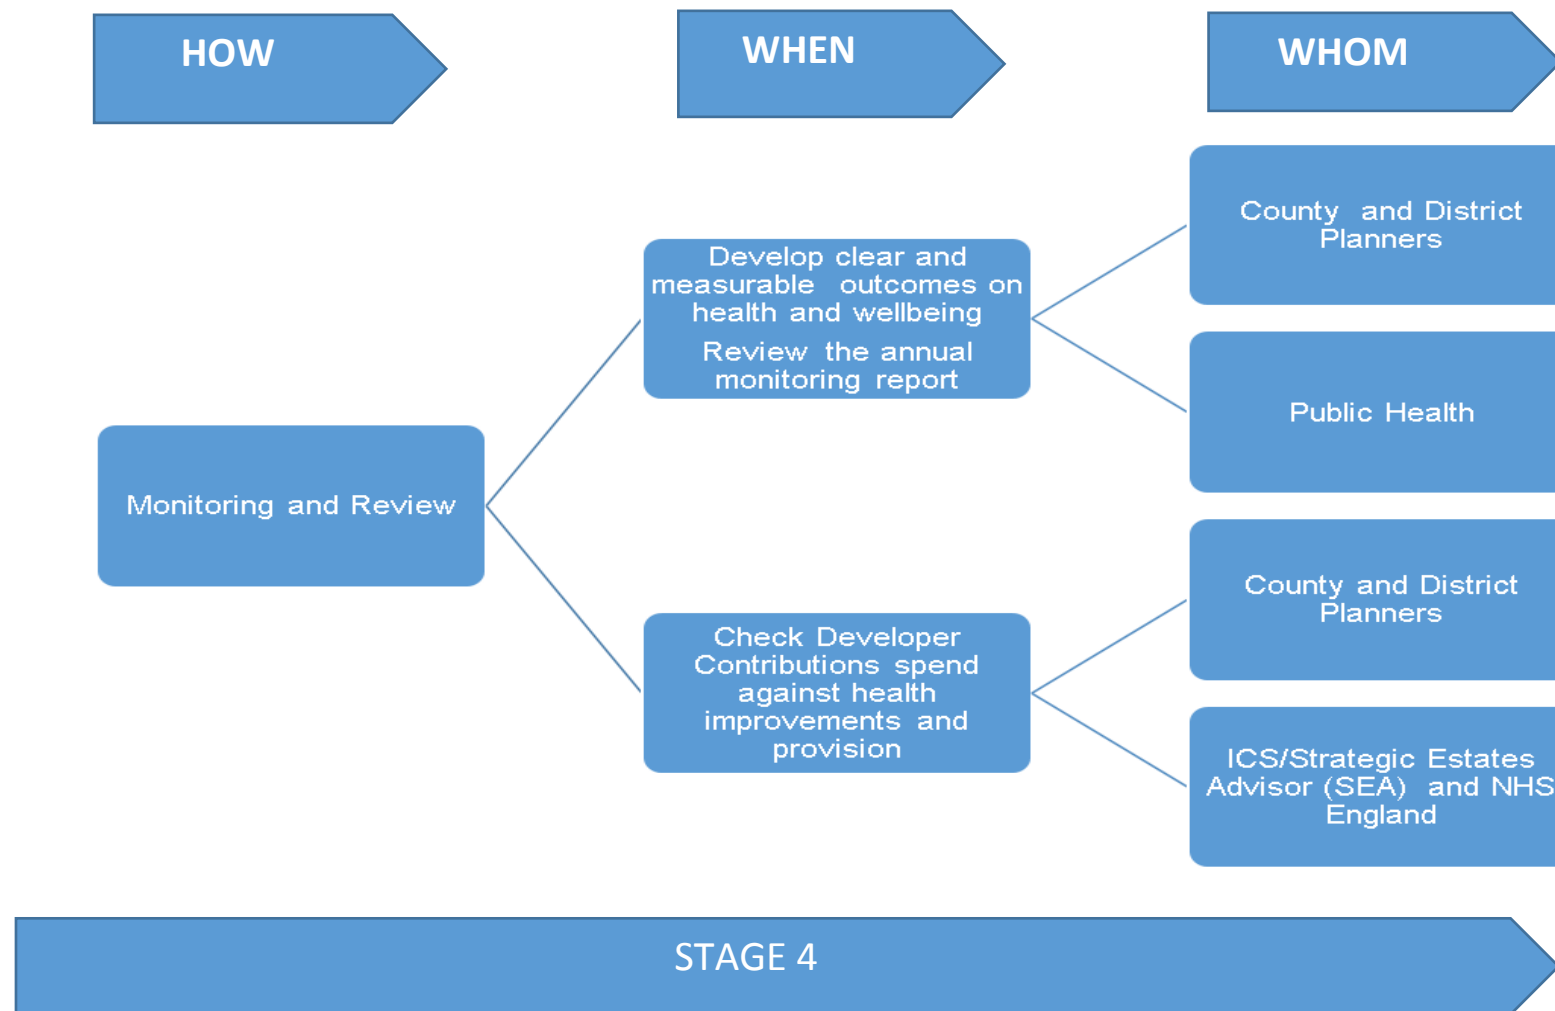 HOW
WHEN
WHOM
Monitoring and Review
Develop clear and
measurable outcomes on
health and wellbeing
Review the annual
monitoring report
Check Developer
Contributions spend
against health
improvements and
provision
County and District
Planners
Public Health
County and District
Planners
ICS/Strategic Estates
Advisor (SEA) and NHS
England
STAGE 4